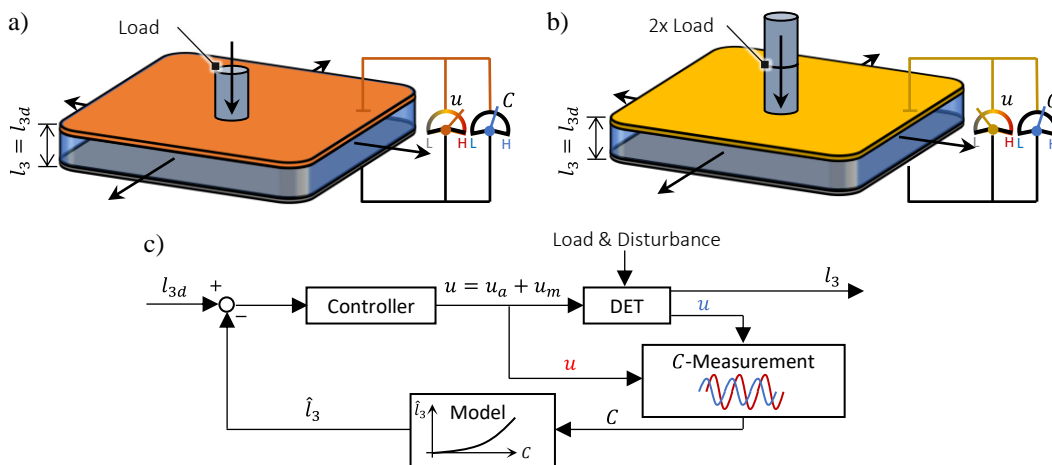 a)
Load
u
C
L
H
L
H
l₃ = l₃d
b)
2x Load
u
C
L
H
L
H
l₃ = l₃d
c)
Load & Disturbance
l₃d
+
−
Controller
u = uₐ + uₘ
DET
l₃
u
u
C-Measurement
l̂₃
Model
l̂₃
C
C